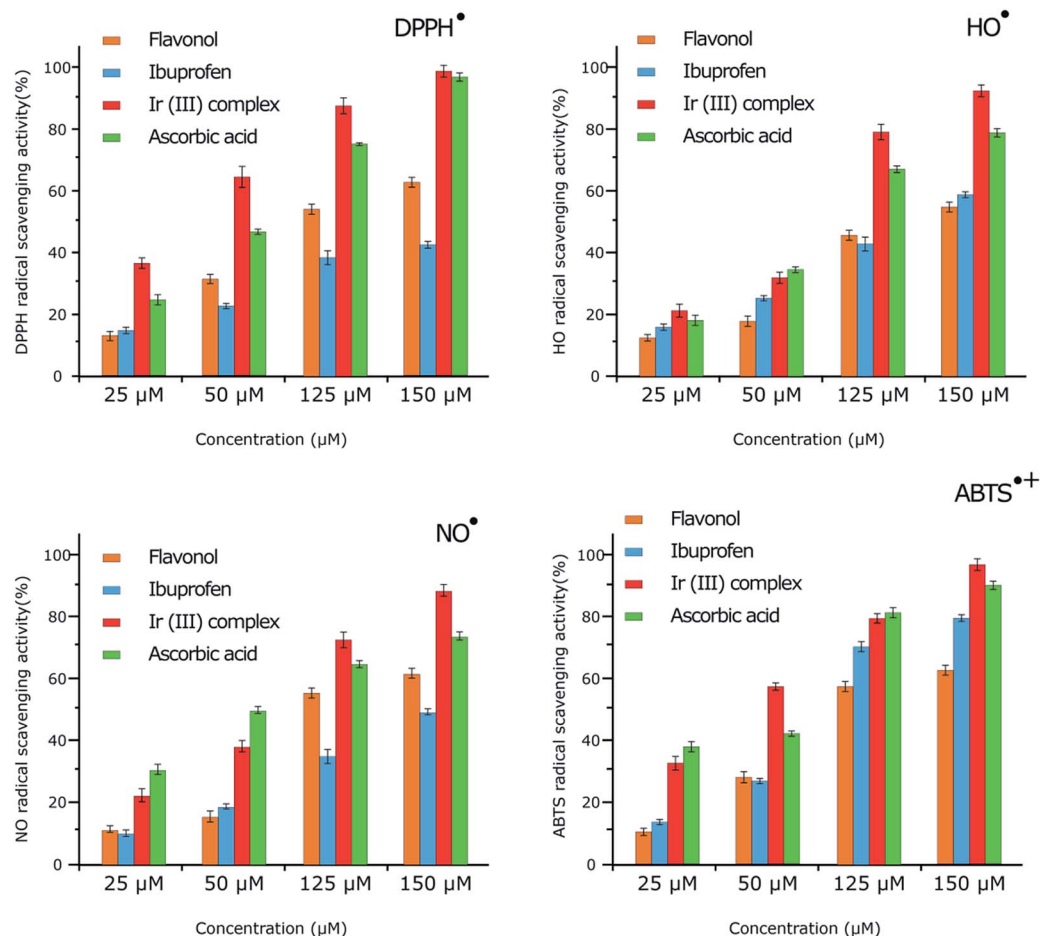 DPPH•
Flavonol
Ibuprofen
Ir (III) complex
Ascorbic acid
DPPH radical scavenging activity(%)
100
80
60
40
20
0
25 µM 50 µM 125 µM 150 µM
Concentration (µM)
HO•
Flavonol
Ibuprofen
Ir (III) complex
Ascorbic acid
HO radical scavenging activity(%)
100
80
60
40
20
0
25 µM 50 µM 125 µM 150 µM
Concentration (µM)
NO•
Flavonol
Ibuprofen
Ir (III) complex
Ascorbic acid
NO radical scavenging activity(%)
100
80
60
40
20
0
25 µM 50 µM 125 µM 150 µM
Concentration (µM)
ABTS•+
Flavonol
Ibuprofen
Ir (III) complex
Ascorbic acid
ABTS radical scavenging activity(%)
100
80
60
40
20
0
25 µM 50 µM 125 µM 150 µM
Concentration (µM)